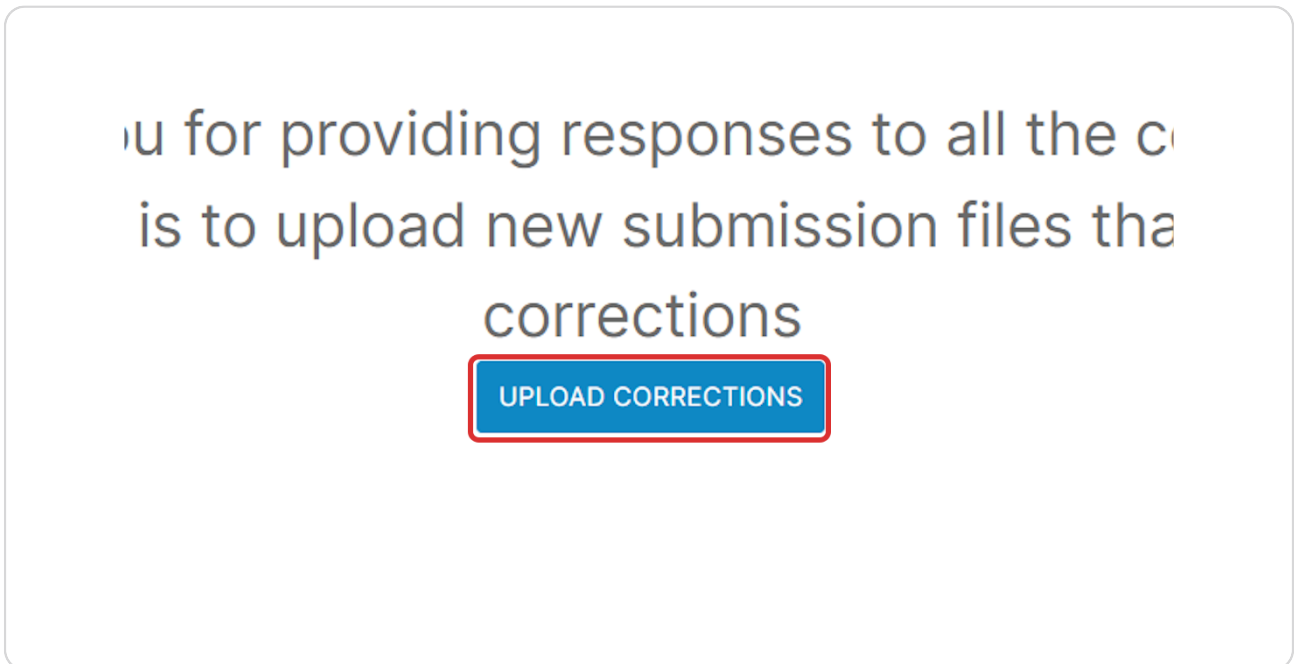 for providing responses to all the
is to upload new submission files
corrections
UPLOAD CORRECTIONS